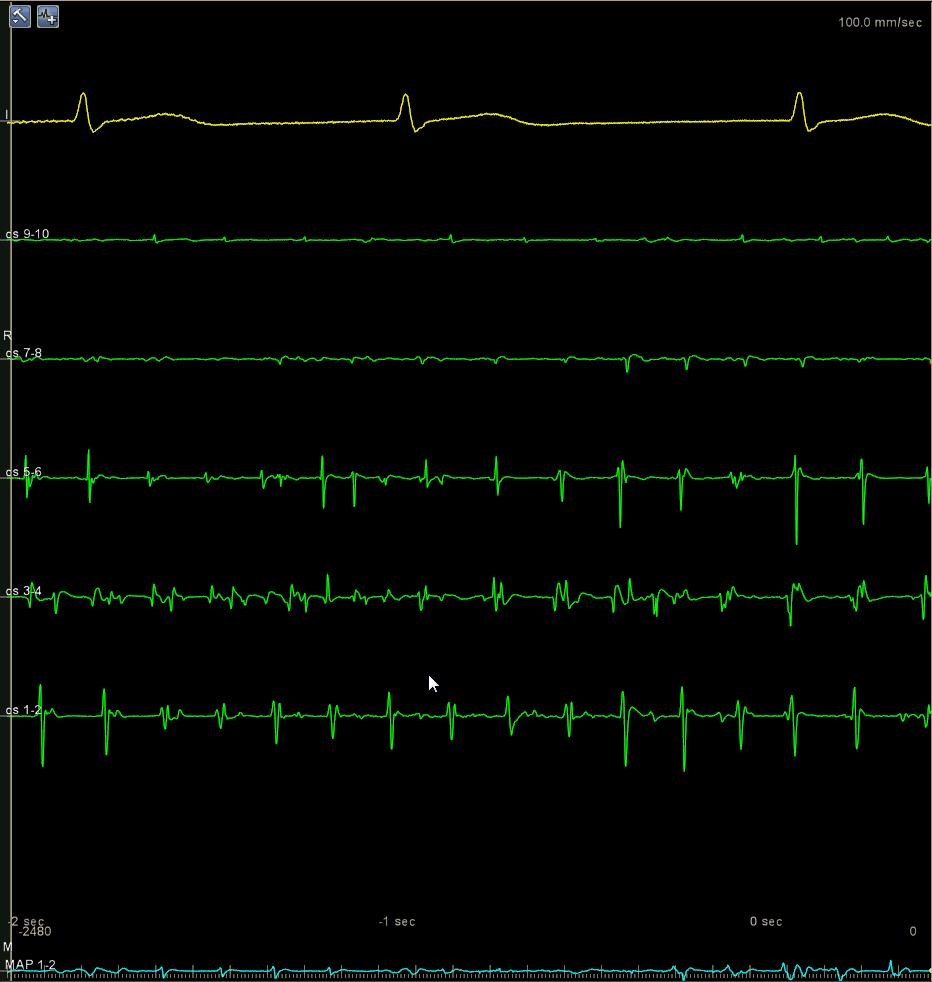 100.0 mm/sec
I
cs 9-10
R
cs 7-8
cs 5-6
cs 3-4
cs 1-2
-2 sec
-1 sec
0 sec
-2480
0
M
MAP 1-2